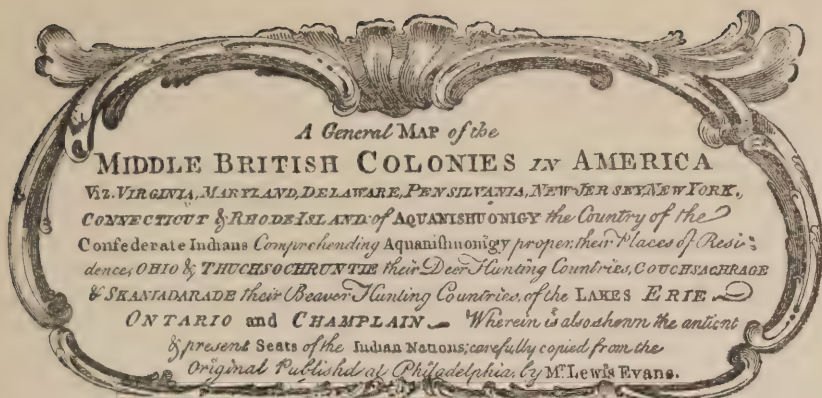 A General MAP of the
MIDDLE BRITISH COLONIES IN AMERICA
Viz. VIRGINIA, MARYLAND, DELAWARE, PENSILVANIA, NEW-JERSEY, NEW YORK,
CONNECTICUT & RHODE ISLAND: of AQUANISHUONIGY the Country of the
Confederate Indians Comprehending Aquanishuonigy proper, their Places of Resi:
dence, OHIO & THUCHSOCHRUNTIE their Deer Hunting Countries, COUCHSACHRAGE
& SKANIADARADE their Beaver Hunting Countries, of the LAKES ERIE
ONTARIO and CHAMPLAIN Wherein is also shewn the antient
& present Seats of the Indian Nations; carefully copied from the
Original Publish'd at Philadelphia, by Mr. Lewis Evans.